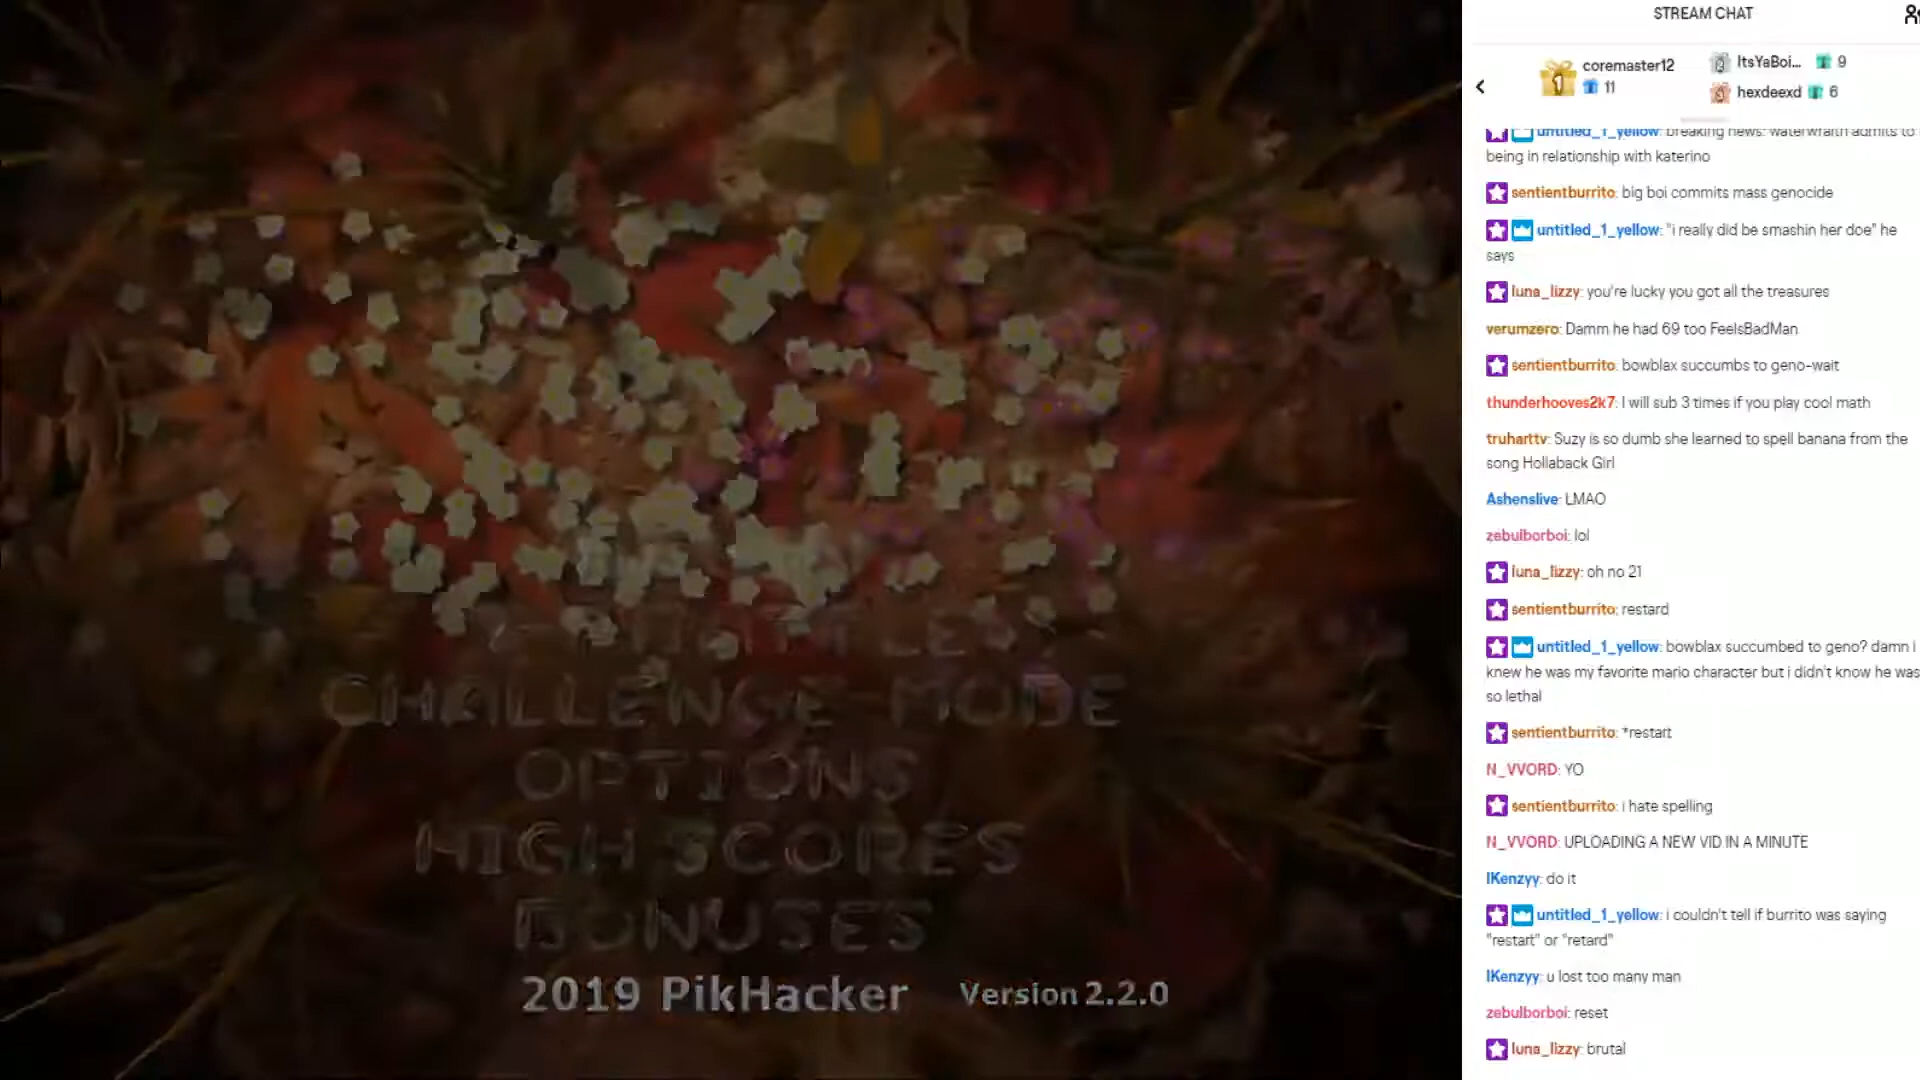 CHALLENGE MODE
OPTIONS
HIGH SCORES
BONUSES
2019 PikHacker Version 2.2.0
STREAM CHAT
coremaster12
11
ItsYaBoi... 9
hexdeexd 6
untitled_1_yellow: breaking news: waterwraith admits to
being in relationship with katerino
sentientburrito: big boi commits mass genocide
untitled_1_yellow: "i really did be smashin her doe" he
says
luna_lizzy: you're lucky you got all the treasures
verumzero: Damm he had 69 too FeelsBadMan
sentientburrito: bowblax succumbs to geno-wait
thunderhooves2k7: I will sub 3 times if you play cool math
truharttv: Suzy is so dumb she learned to spell banana from the
song Hollaback Girl
Ashenslive: LMAO
zebulborboi: lol
luna_lizzy: oh no 21
sentientburrito: restard
untitled_1_yellow: bowblax succumbed to geno? damn i
knew he was my favorite mario character but i didn't know he was
so lethal
sentientburrito: *restart
N_VVORD: YO
sentientburrito: i hate spelling
N_VVORD: UPLOADING A NEW VID IN A MINUTE
IKenzyy: do it
untitled_1_yellow: i couldn't tell if burrito was saying
"restart" or "retard"
IKenzyy: u lost too many man
zebulborboi: reset
luna_lizzy: brutal